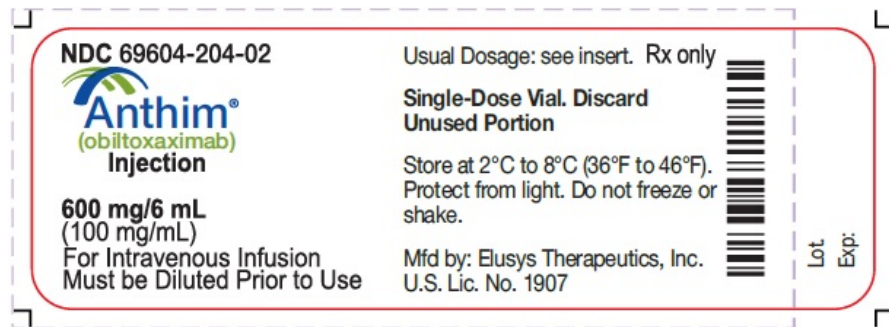 NDC 69604-204-02
Anthim®
(obiltoxaximab)
Injection
600 mg/6 mL
(100 mg/mL)
For Intravenous Infusion
Must be Diluted Prior to Use
Usual Dosage: see insert. Rx only
Single-Dose Vial. Discard
Unused Portion
Store at 2°C to 8°C (36°F to 46°F).
Protect from light. Do not freeze or
shake.
Mfd by: Elusys Therapeutics, Inc.
U.S. Lic. No. 1907
Lot.
Exp: